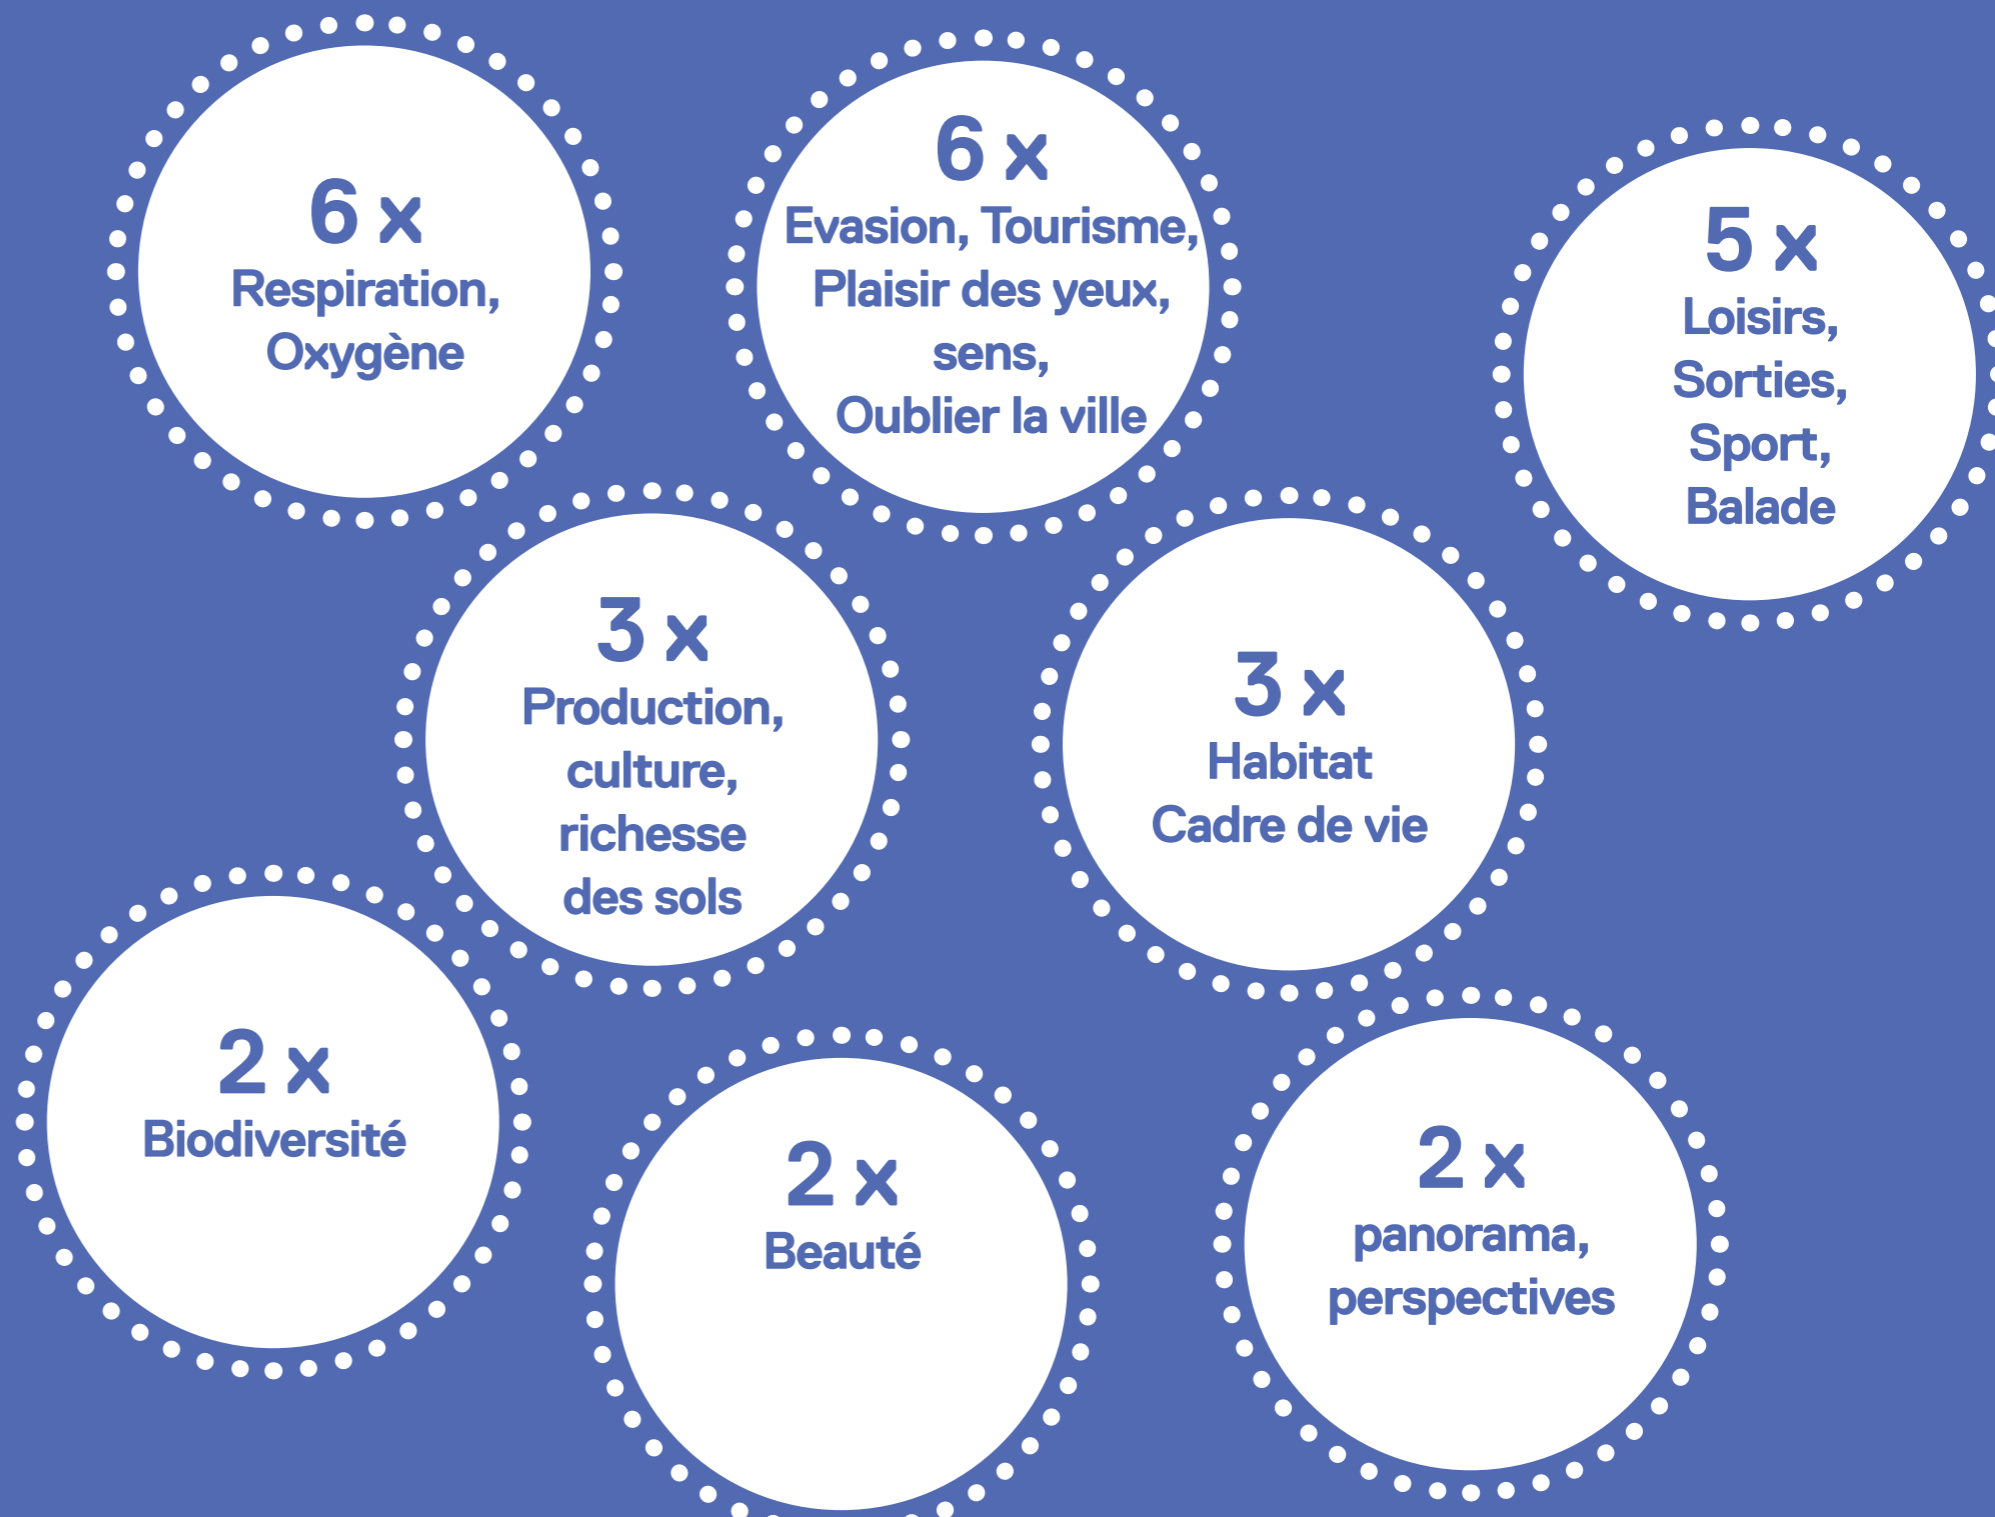 6 x
Respiration,
Oxygène
6 x
Evasion, Tourisme,
Plaisir des yeux,
sens,
Oublier la ville
5 x
Loisirs,
Sorties,
Sport,
Balade
3 x
Production,
culture,
richesse
des sols
3 x
Habitat
Cadre de vie
2 x
Biodiversité
2 x
Beauté
2 x
panorama,
perspectives